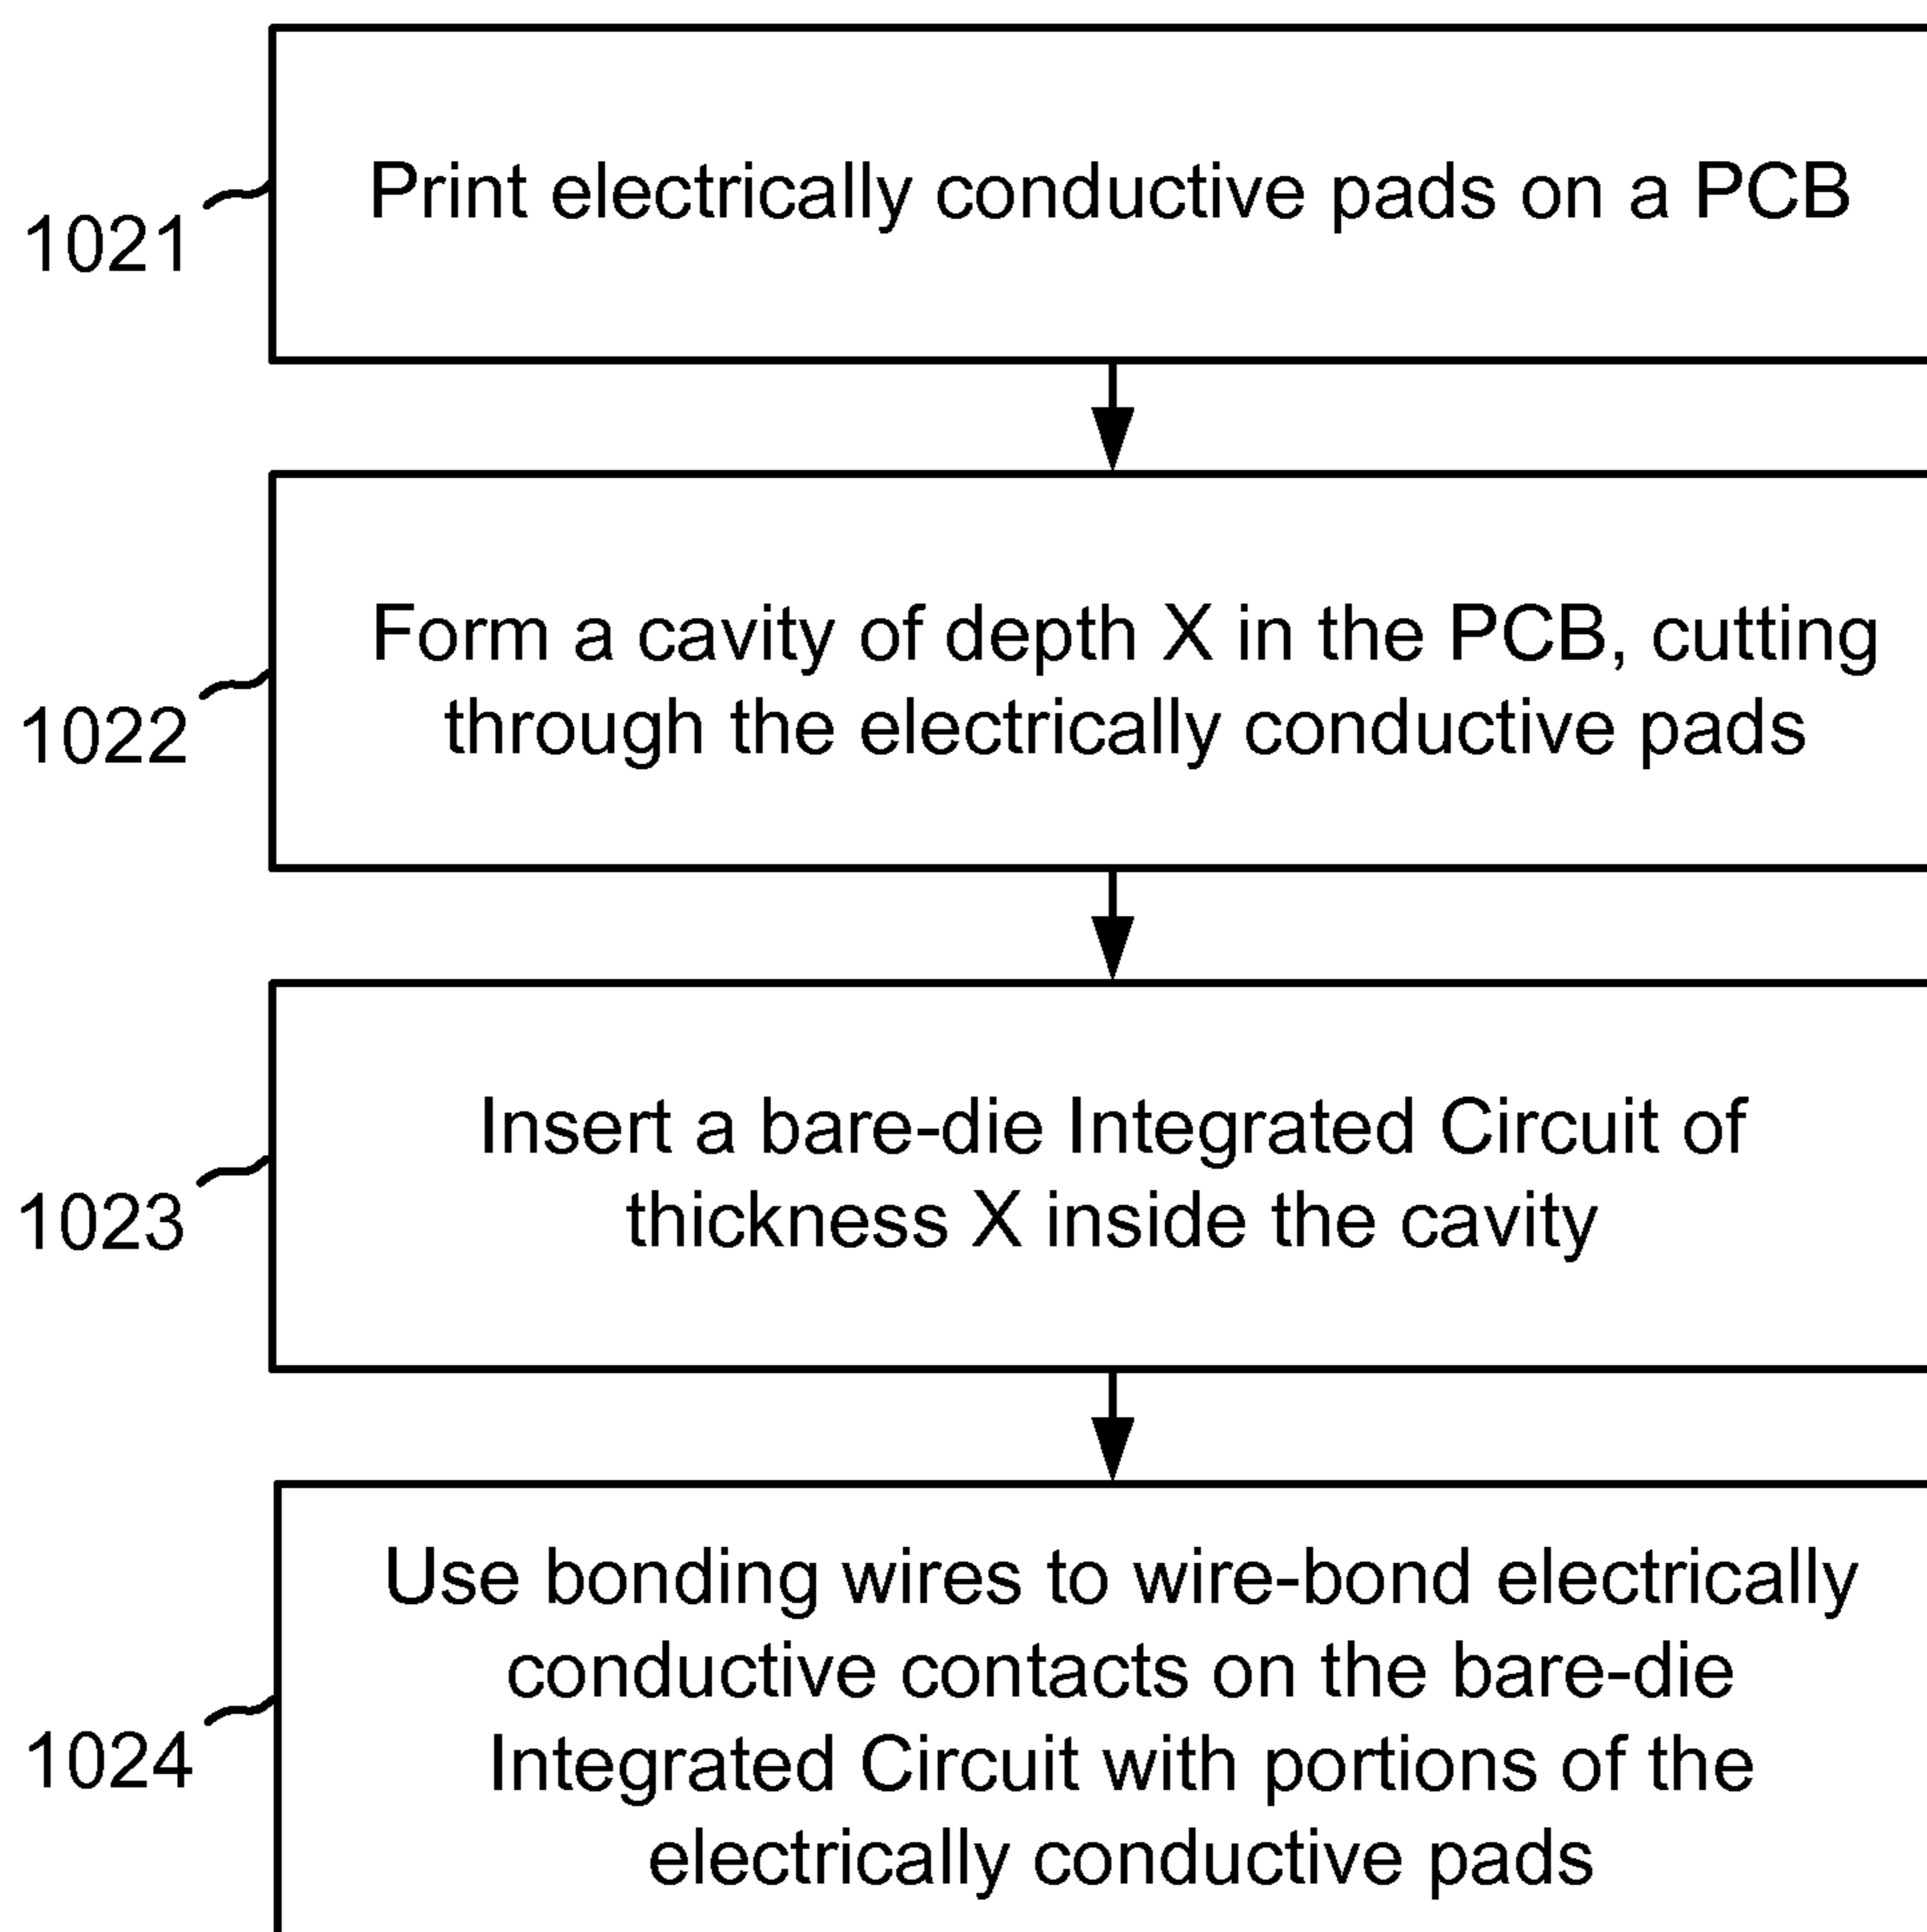 Print electrically conductive pads on a PCB
1021
Form a cavity of depth X in the PCB, cutting
through the electrically conductive pads
1022
Insert a bare-die Integrated Circuit of
thickness X inside the cavity
1023
Use bonding wires to wire-bond electrically
conductive contacts on the bare-die
Integrated Circuit with portions of the
electrically conductive pads
1024